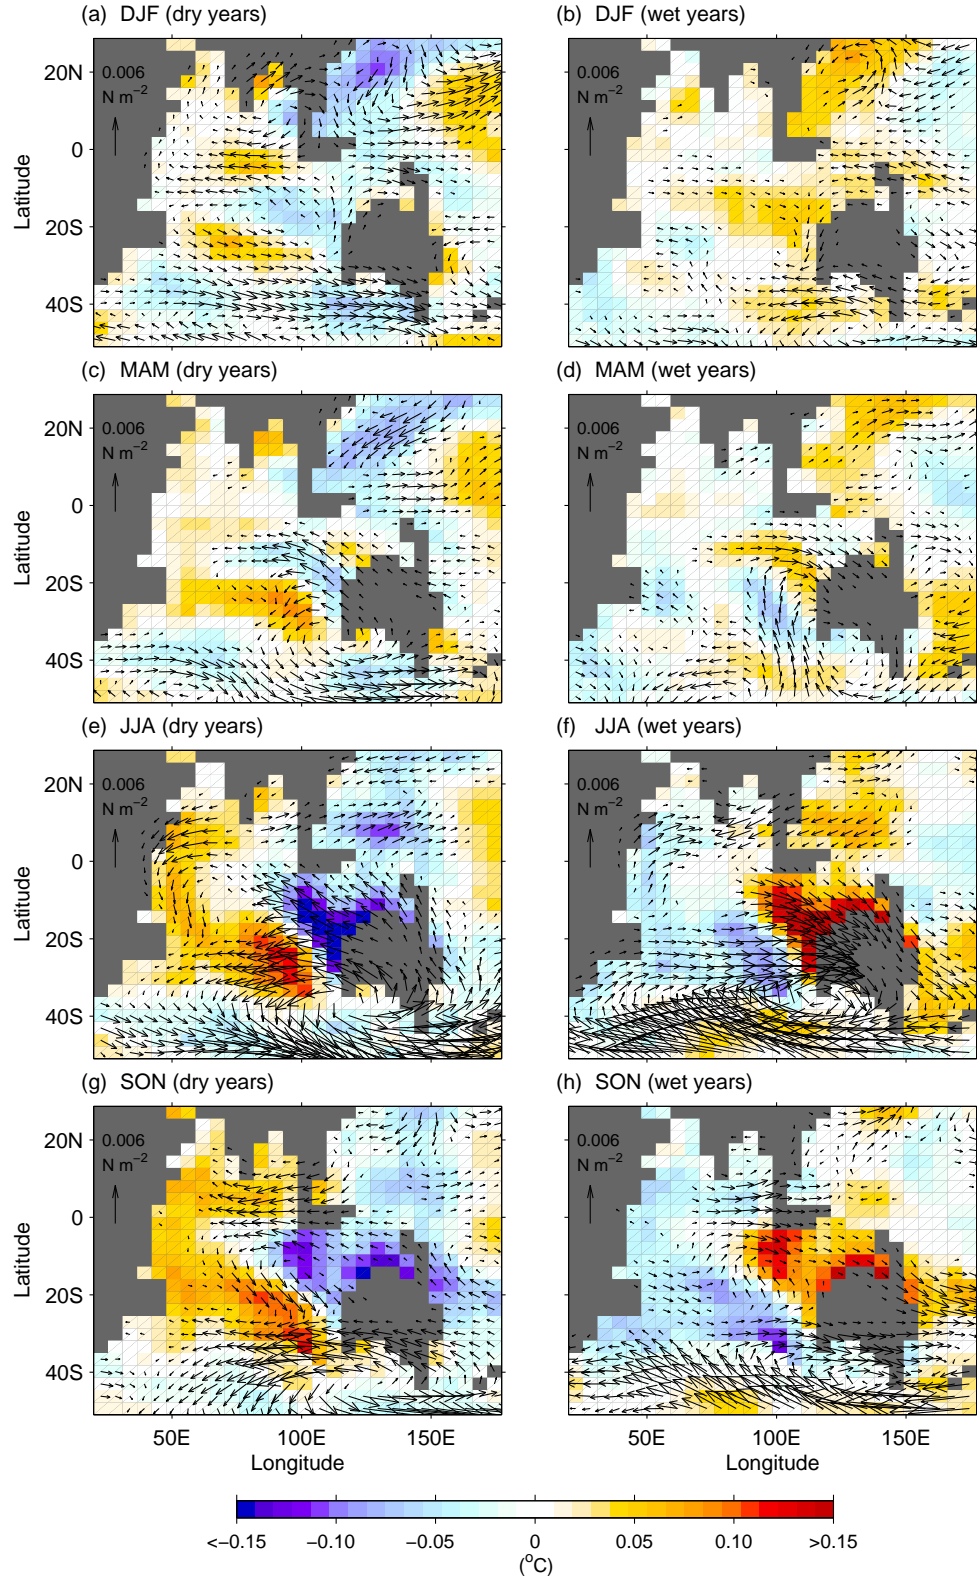 (a) DJF (dry years)
(b) DJF (wet years)
20N
0
20S
40S
Latitude
0.006
N m−2
0.006
N m−2
(c) MAM (dry years)
(d) MAM (wet years)
20N
0
20S
40S
Latitude
0.006
N m−2
0.006
N m−2
(e) JJA (dry years)
(f) JJA (wet years)
20N
0
20S
40S
Latitude
0.006
N m−2
0.006
N m−2
(g) SON (dry years)
(h) SON (wet years)
20N
0
20S
40S
Latitude
0.006
N m−2
0.006
N m−2
50E 100E 150E
Longitude
50E 100E 150E
Longitude
<−0.15 −0.10 −0.05 0 0.05 0.10 >0.15
(°C)